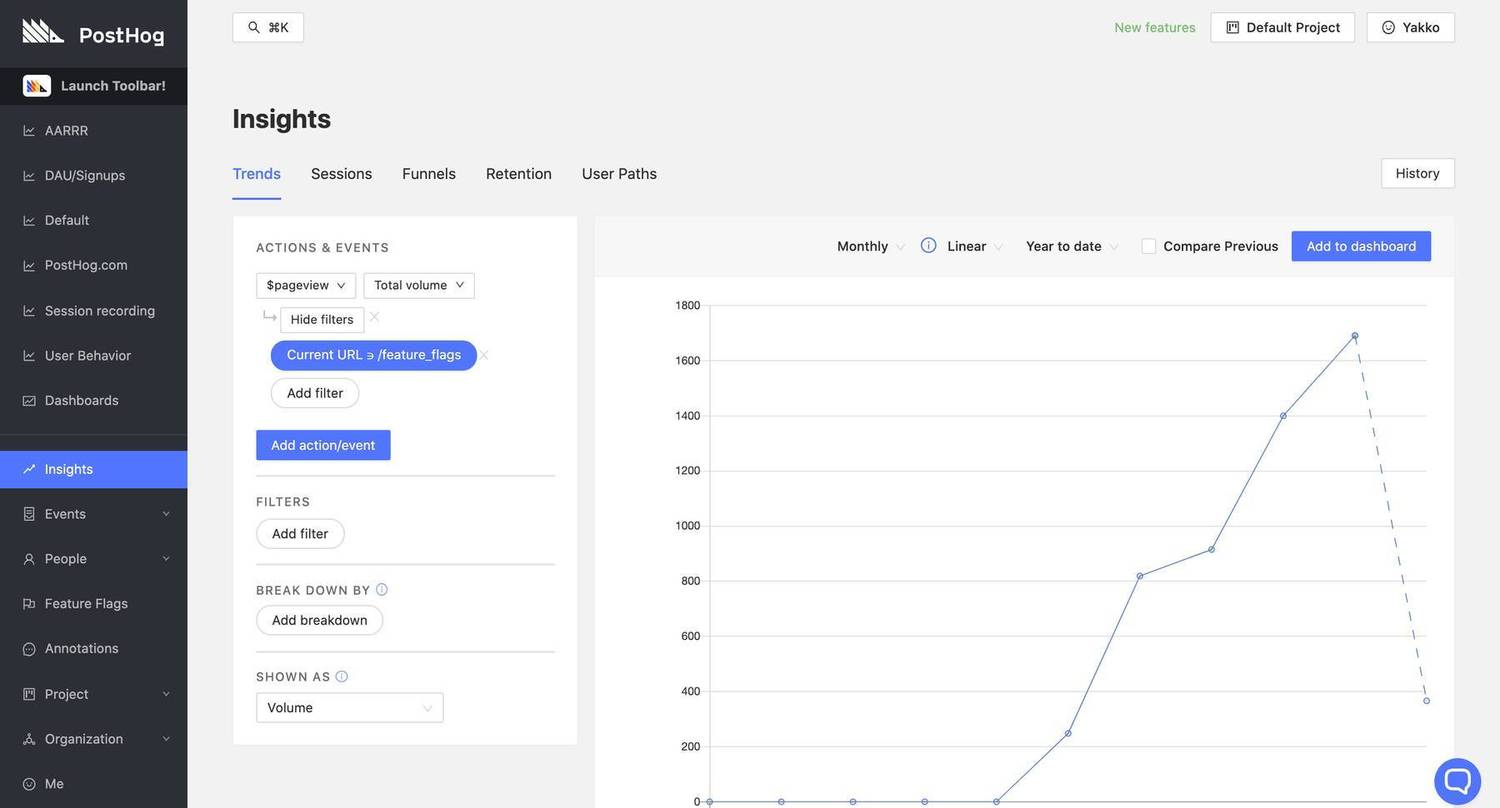 PostHog
Launch Toolbar!
AARRR
DAU/Signups
Default
PostHog.com
Session recording
User Behavior
Dashboards
Insights
Events
People
Feature Flags
Annotations
Project
Organization
Me
⌘K
New features
Default Project
Yakko
Insights
Trends
Sessions
Funnels
Retention
User Paths
History
ACTIONS & EVENTS
$pageview
Total volume
Hide filters
Current URL ∋ /feature_flags
Add filter
Add action/event
FILTERS
Add filter
BREAK DOWN BY
Add breakdown
SHOWN AS
Volume
Monthly
Linear
Year to date
Compare Previous
Add to dashboard
1800
1600
1400
1200
1000
800
600
400
200
0